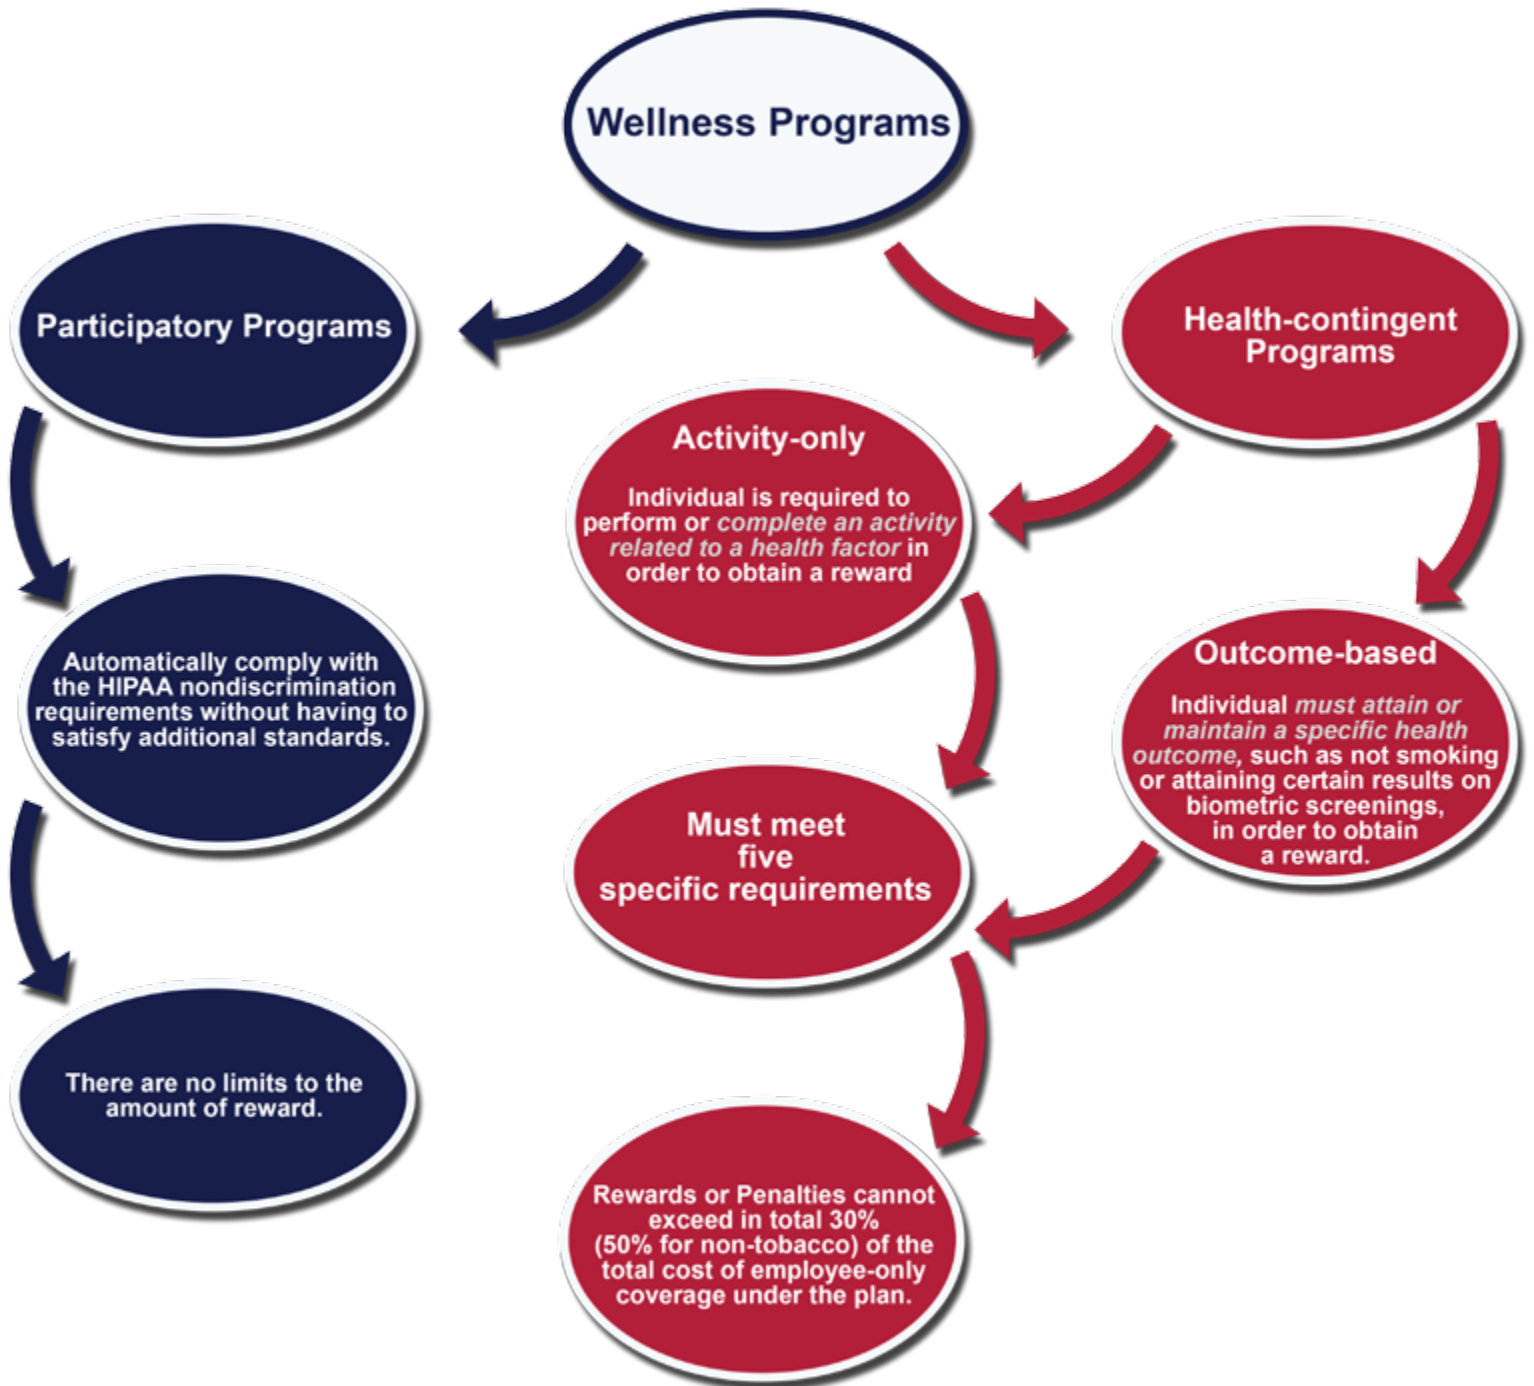 Wellness Programs
Participatory Programs
Health-contingent
Programs
Activity-only
Individual is required to
perform or complete an activity
related to a health factor in
order to obtain a reward
Automatically comply with
the HIPAA nondiscrimination
requirements without having to
satisfy additional standards.
Outcome-based
Individual must attain or
maintain a specific health
outcome, such as not smoking
or attaining certain results on
biometric screenings,
in order to obtain
a reward.
Must meet
five
specific requirements
There are no limits to the
amount of reward.
Rewards or Penalties cannot
exceed in total 30%
(50% for non-tobacco) of the
total cost of employee-only
coverage under the plan.